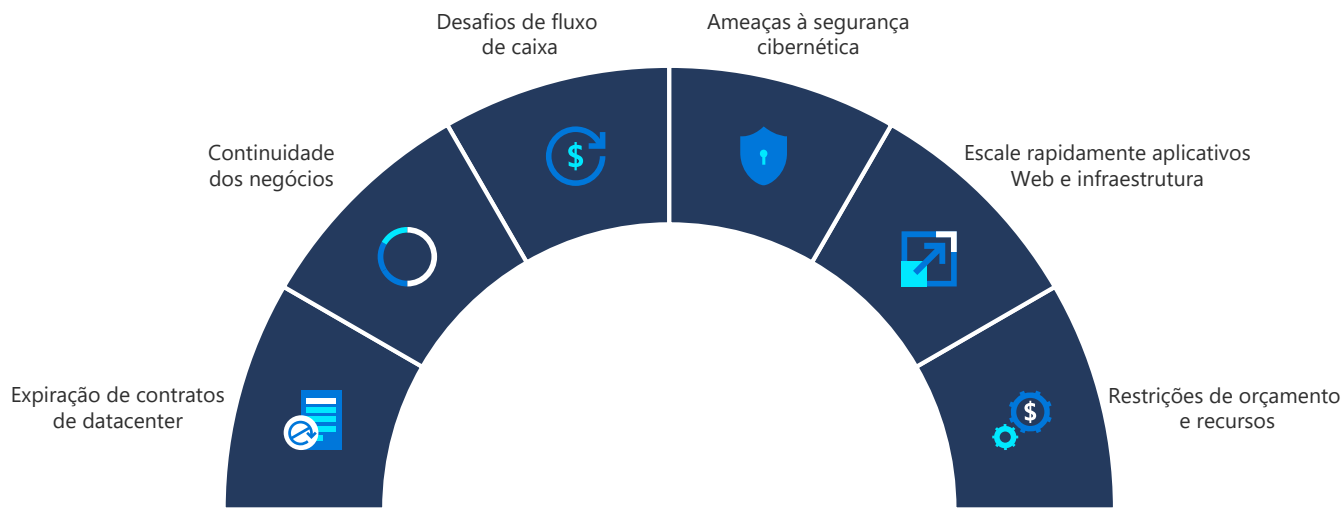 Desafios de fluxo
de caixa
Ameaças à segurança
cibernética
Continuidade
dos negócios
Escale rapidamente aplicativos
Web e infraestrutura
Expiração de contratos
de datacenter
Restrições de orçamento
e recursos
$
$